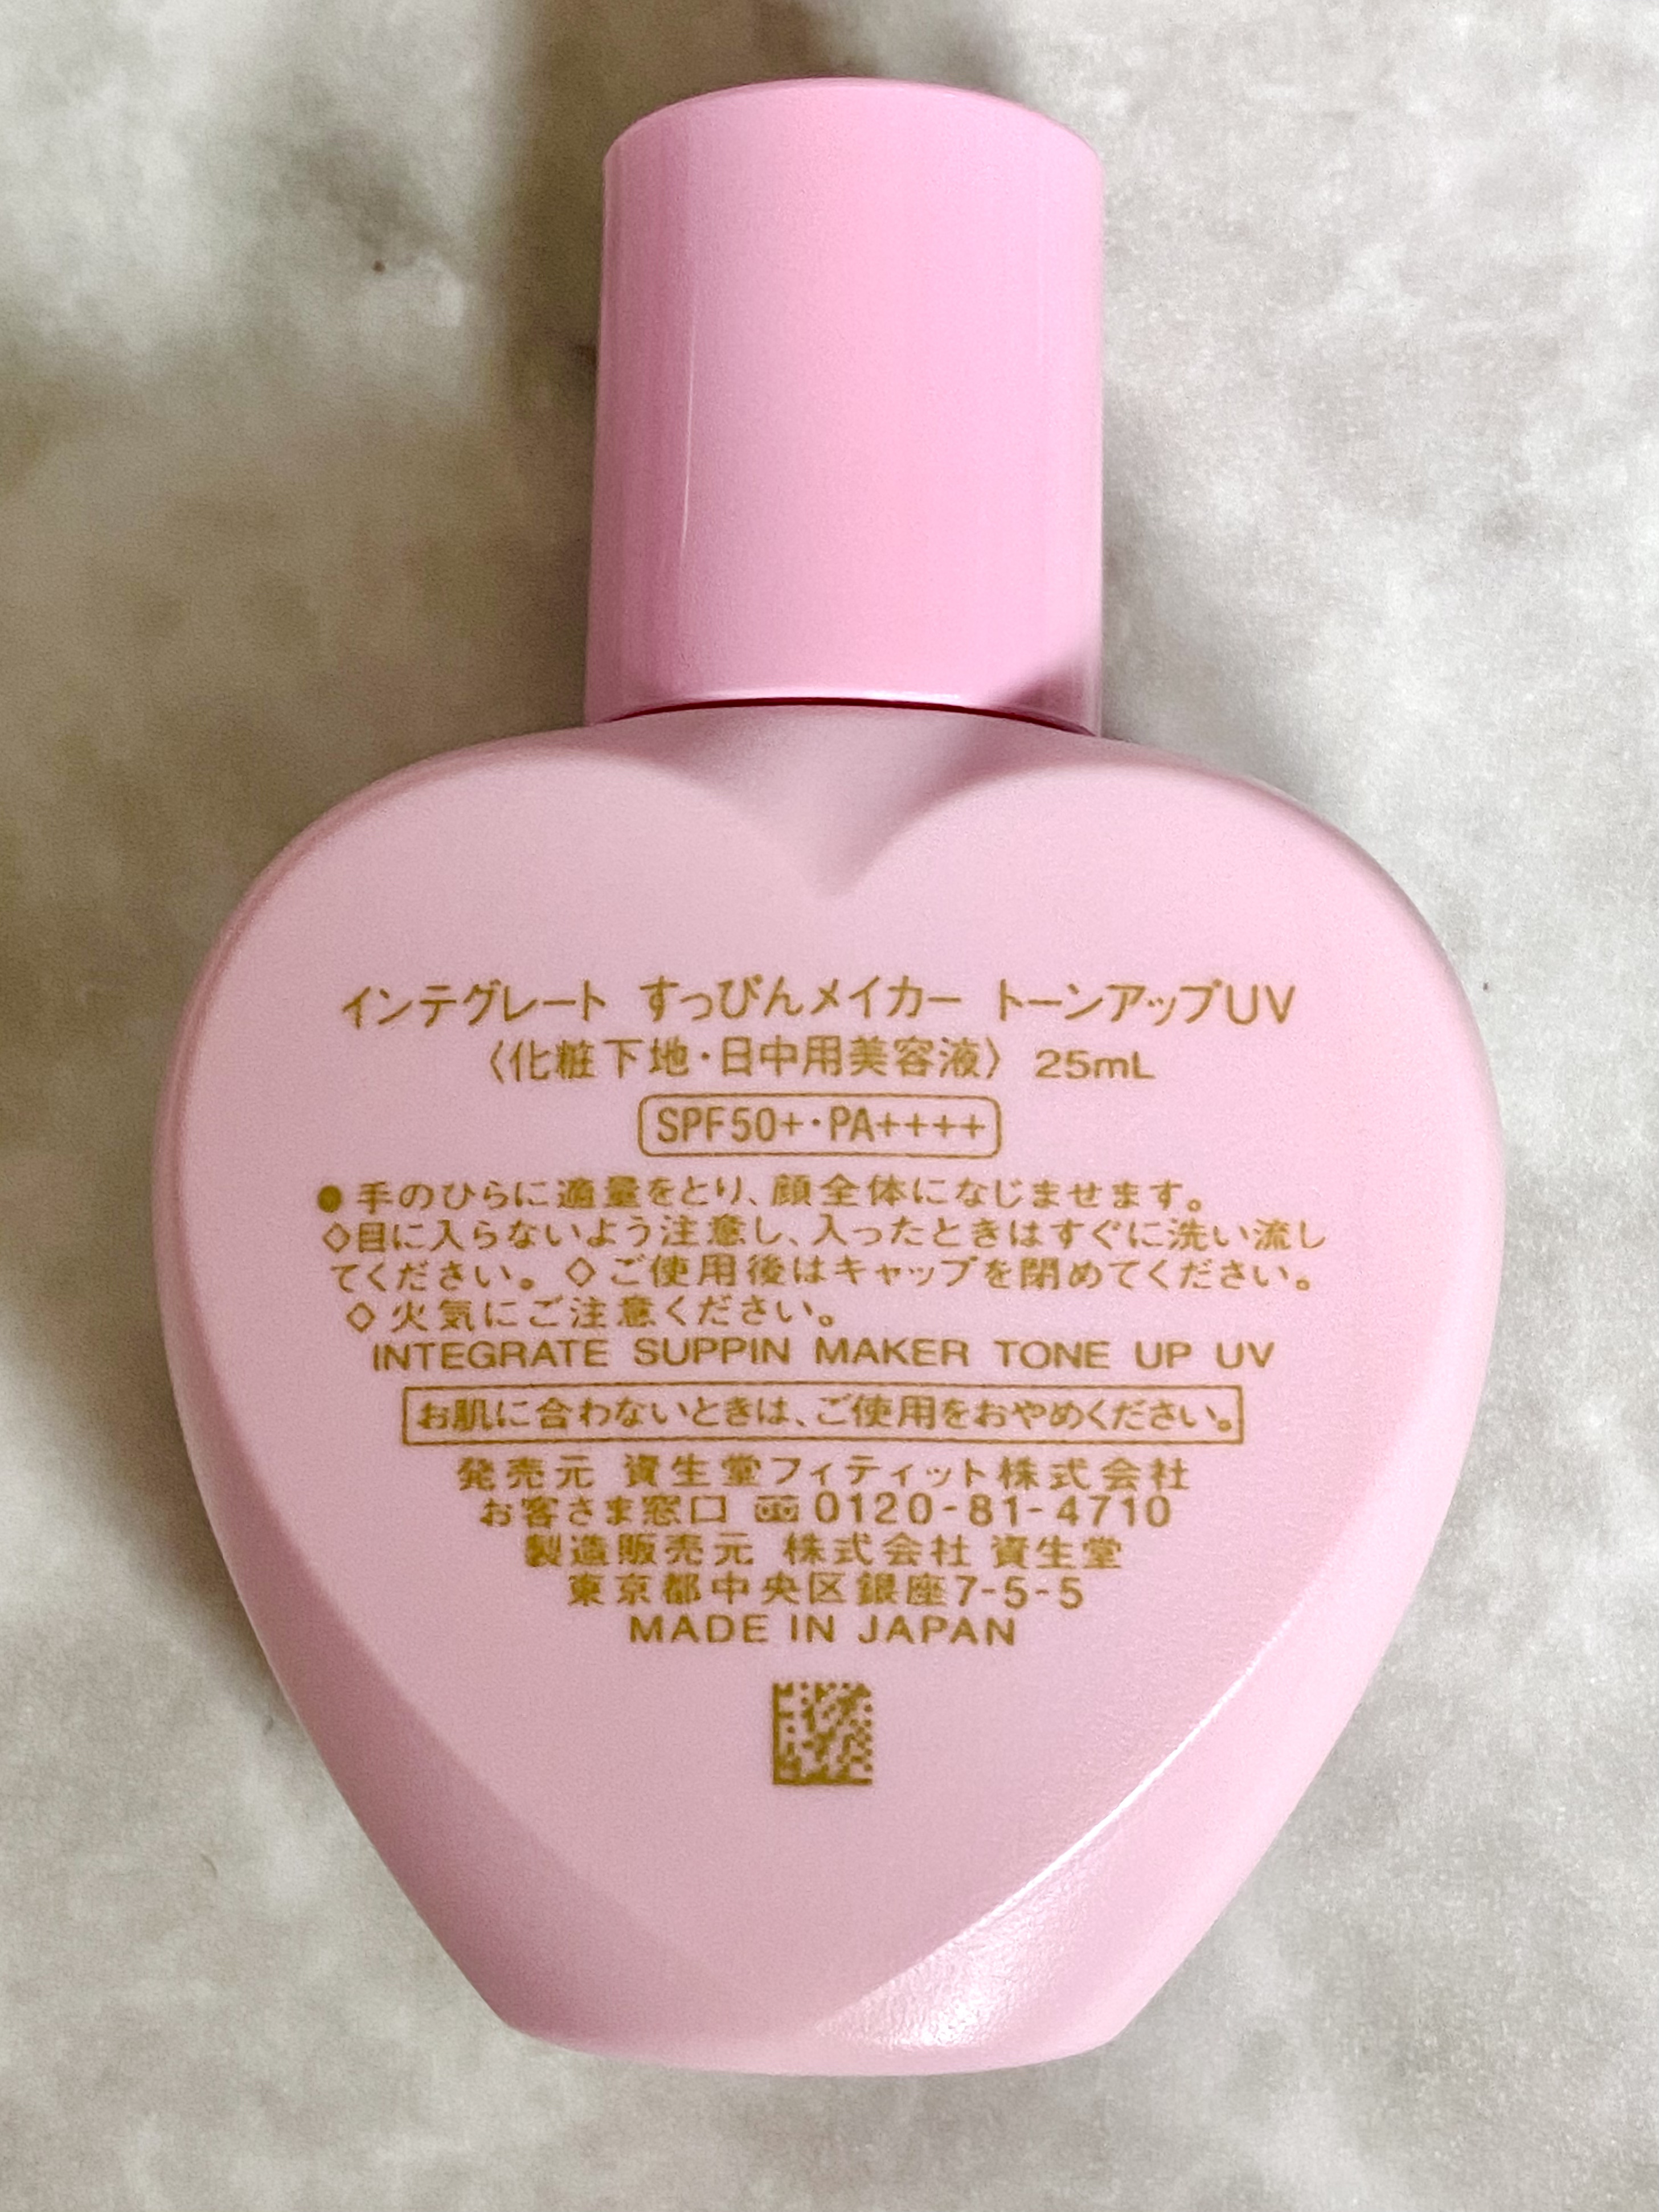 インテグレート すっぴんメイカー トーンアップUV
〈化粧下地・日中用美容液〉 25mL
SPF50+・PA++++
● 手のひらに適量をとり、顔全体になじませます。
◇目に入らないよう注意し、入ったときはすぐに洗い流し
てください。 ◇ご使用後はキャップを閉めてください。
◇火気にご注意ください。
INTEGRATE SUPPIN MAKER TONE UP UV
お肌に合わないときは、ご使用をおやめください。
発売元 資生堂フィティット株式会社
お客さま窓口 0120-81-4710
製造販売元 株式会社 資生堂
東京都中央区銀座7-5-5
MADE IN JAPAN